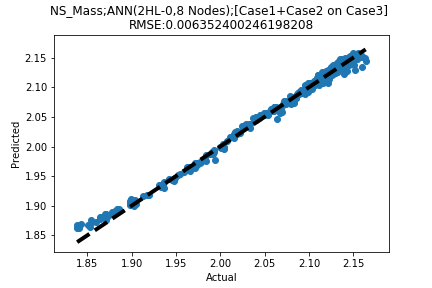 NS_Mass;ANN(2HL-0,8 Nodes);[Case1+Case2 on Case3]
RMSE:0.006352400246198208
2.15
2.10
2.05
2.00
1.95
1.90
1.85
Predicted
1.85 1.90 1.95 2.00 2.05 2.10 2.15
Actual